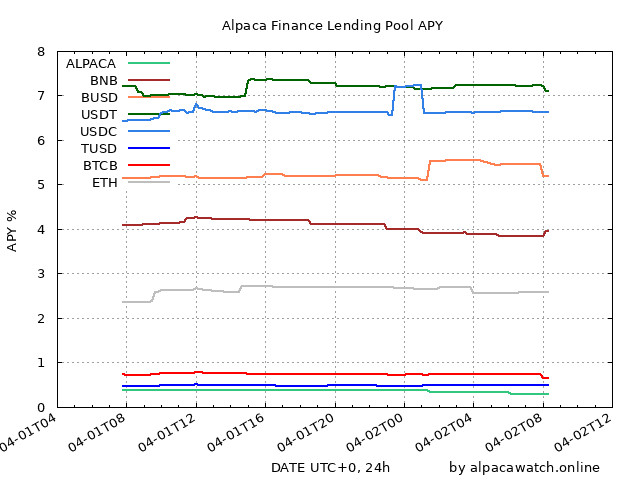 Alpaca Finance Lending Pool APY
8
7
6
5
4
3
2
1
0
APY %
ALPACA
BNB
BUSD
USDT
USDC
TUSD
BTCB
ETH
04-01T04
04-01T08
04-01T12
04-01T16
04-01T20
04-02T00
04-02T04
04-02T08
04-02T12
DATE UTC+0, 24h
by alpacawatch.online